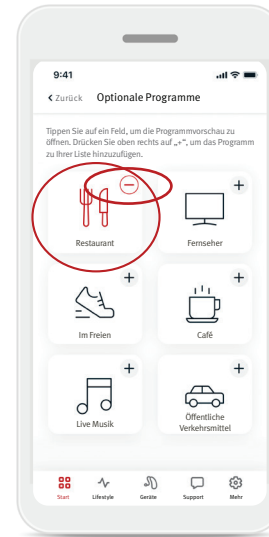 9:41
Zurück Optionale Programme
Tippen Sie auf ein Feld, um die Programmvorschau zu
öffnen. Drücken Sie oben rechts auf „+“, um das Programm
zu Ihrer Liste hinzuzufügen.
Restaurant
+
Fernseher
+
Im Freien
+
Café
+
Live Musik
+
Öffentliche
Verkehrsmittel
Start Lifestyle Geräte Support Mehr